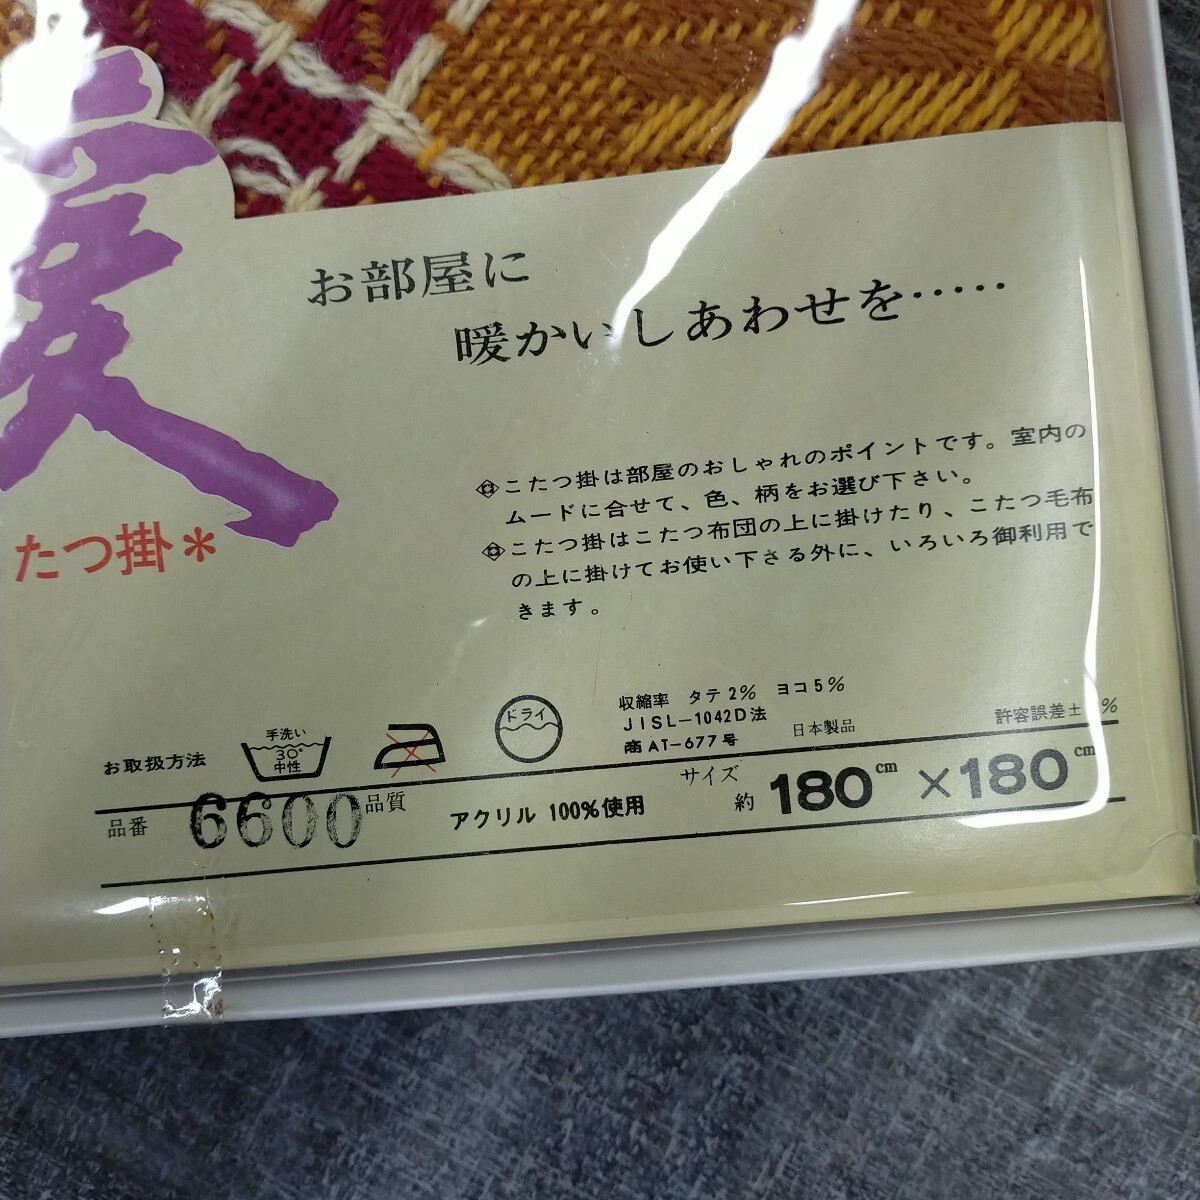 たつ掛*
お部屋に
暖かいしあわせを……
こたつ掛は部屋のおしゃれのポイントです。室内の
ムードに合せて、色、柄をお選び下さい。
こたつ掛はこたつ布団の上に掛けたり、こたつ毛布
の上に掛けてお使い下さる外に、いろいろ御利用で
きます。
お取扱方法
手洗い
30°
中性
ドライ
収縮率 タテ2% ヨコ5%
JISL-1042D法
商AT-677号
日本製品
許容誤差± %
品番 6600
品質 アクリル 100%使用
サイズ 約 180cm × 180cm